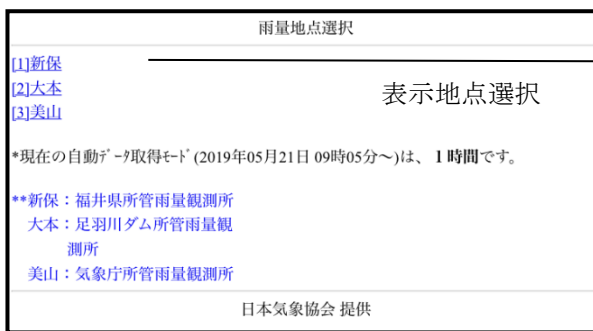 雨量地点選択
[1]新保
[2]大本
[3]美山
表示地点選択
*現在の自動ﾃﾞｰﾀ取得ﾓｰﾄﾞ(2019年05月21日 09時05分～)は、１時間です。
**新保：福井県所管雨量観測所
大本：足羽川ダム所管雨量観
測所
美山：気象庁所管雨量観測所
日本気象協会 提供